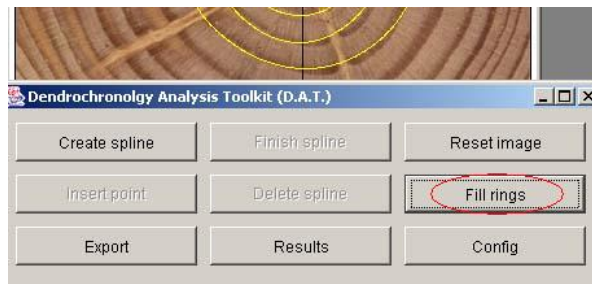 Dendrochronolgy Analysis Toolkit (D.A.T.)
Create spline Finish spline Reset image
Insert point Delete spline Fill rings
Export Results Config